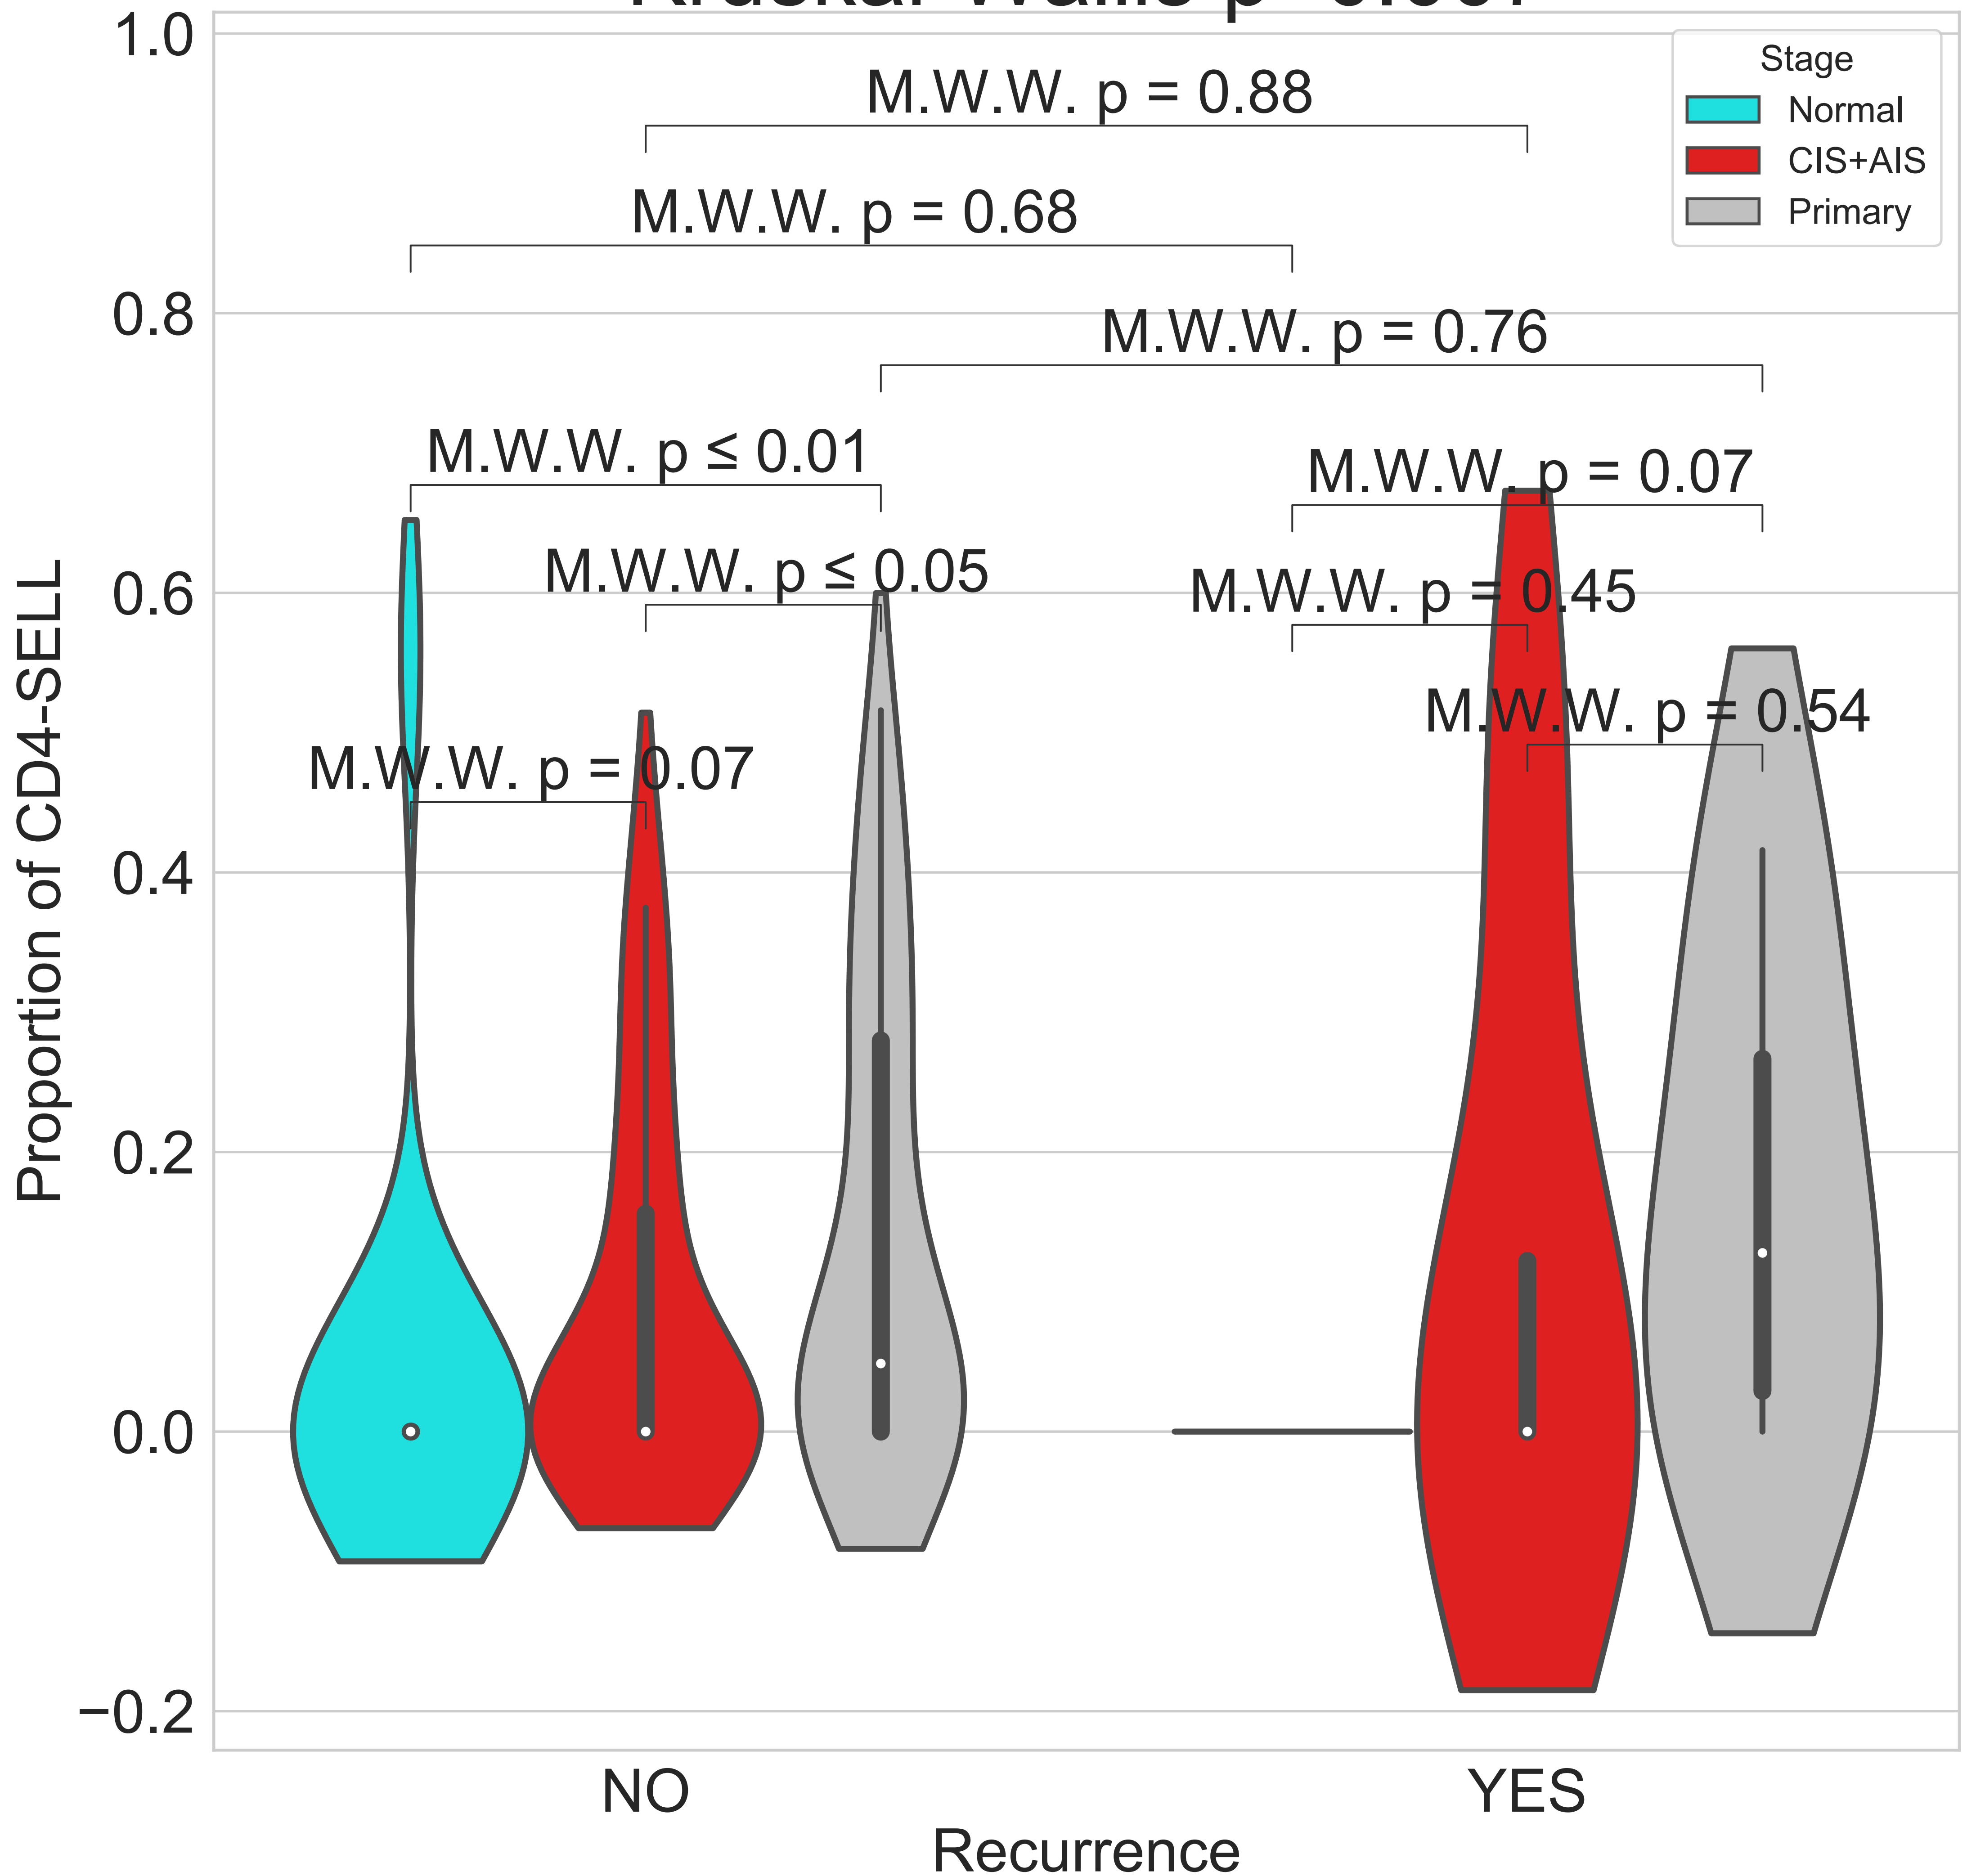 1.0
0.8
0.6
0.4
0.2
0.0
−0.2
Proportion of CD4-SELL
M.W.W. p = 0.88
M.W.W. p = 0.68
M.W.W. p = 0.76
M.W.W. p ≤ 0.01
M.W.W. p = 0.07
M.W.W. p ≤ 0.05
M.W.W. p = 0.45
M.W.W. p = 0.54
M.W.W. p = 0.07
Stage
Normal
CIS+AIS
Primary
NO
YES
Recurrence